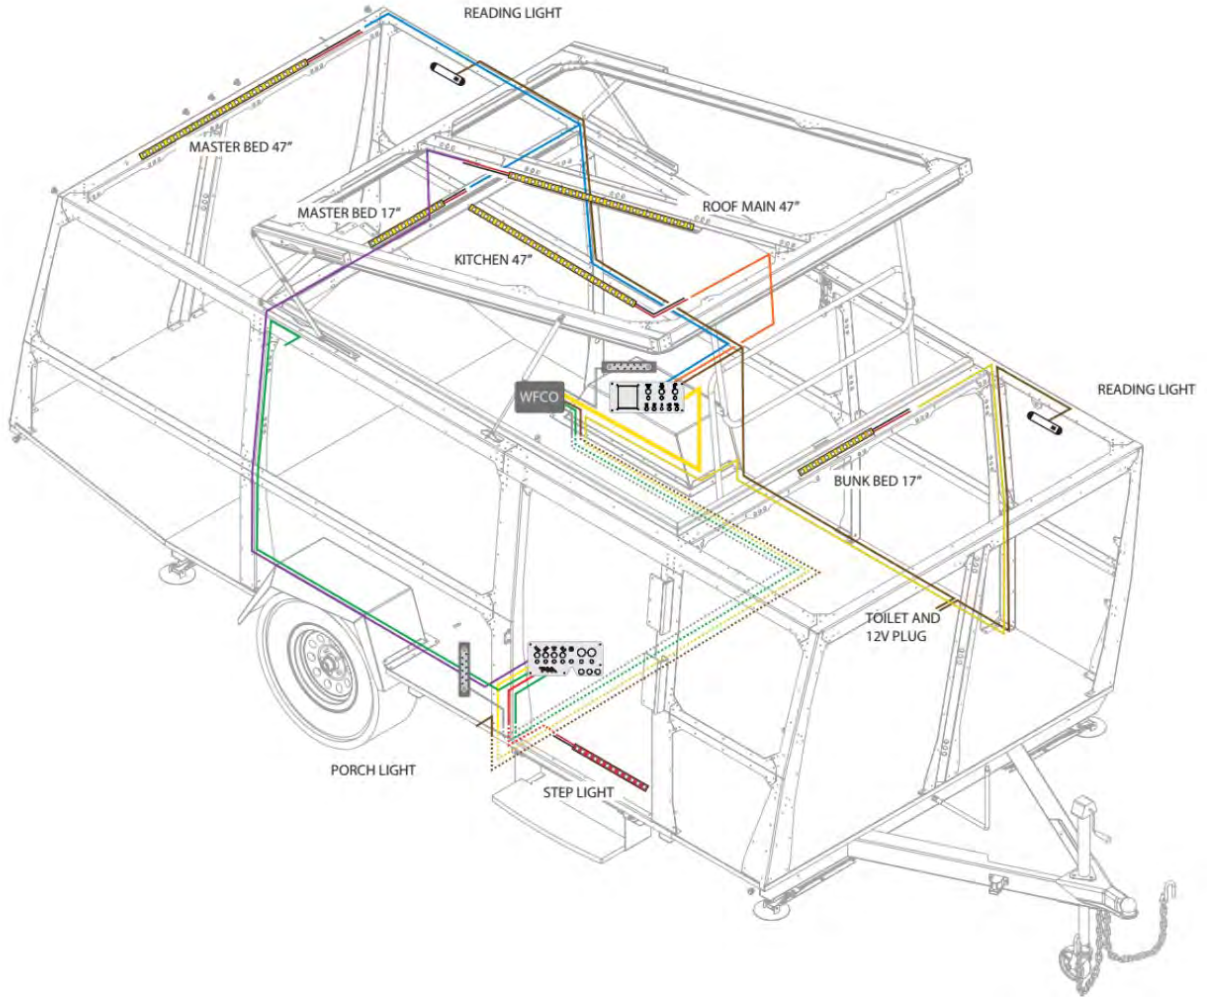 READING LIGHT
MASTER BED 47"
MASTER BED 17"
ROOF MAIN 47"
KITCHEN 47"
WFCO
READING LIGHT
BUNK BED 17"
TOILET AND
12V PLUG
PORCH LIGHT
STEP LIGHT